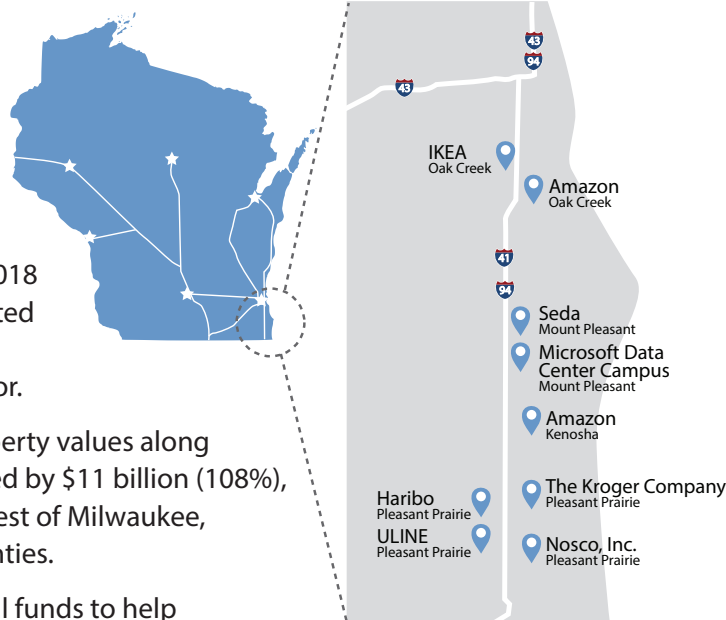 018
ted
or.
erty values along
ed by $11 billion (108%),
est of Milwaukee,
nties.
l funds to help
43
94
43
IKEA
Oak Creek
Amazon
Oak Creek
41
94
Seda
Mount Pleasant
Microsoft Data
Center Campus
Mount Pleasant
Amazon
Kenosha
Haribo
Pleasant Prairie
The Kroger Company
Pleasant Prairie
ULINE
Pleasant Prairie
Nosco, Inc.
Pleasant Prairie